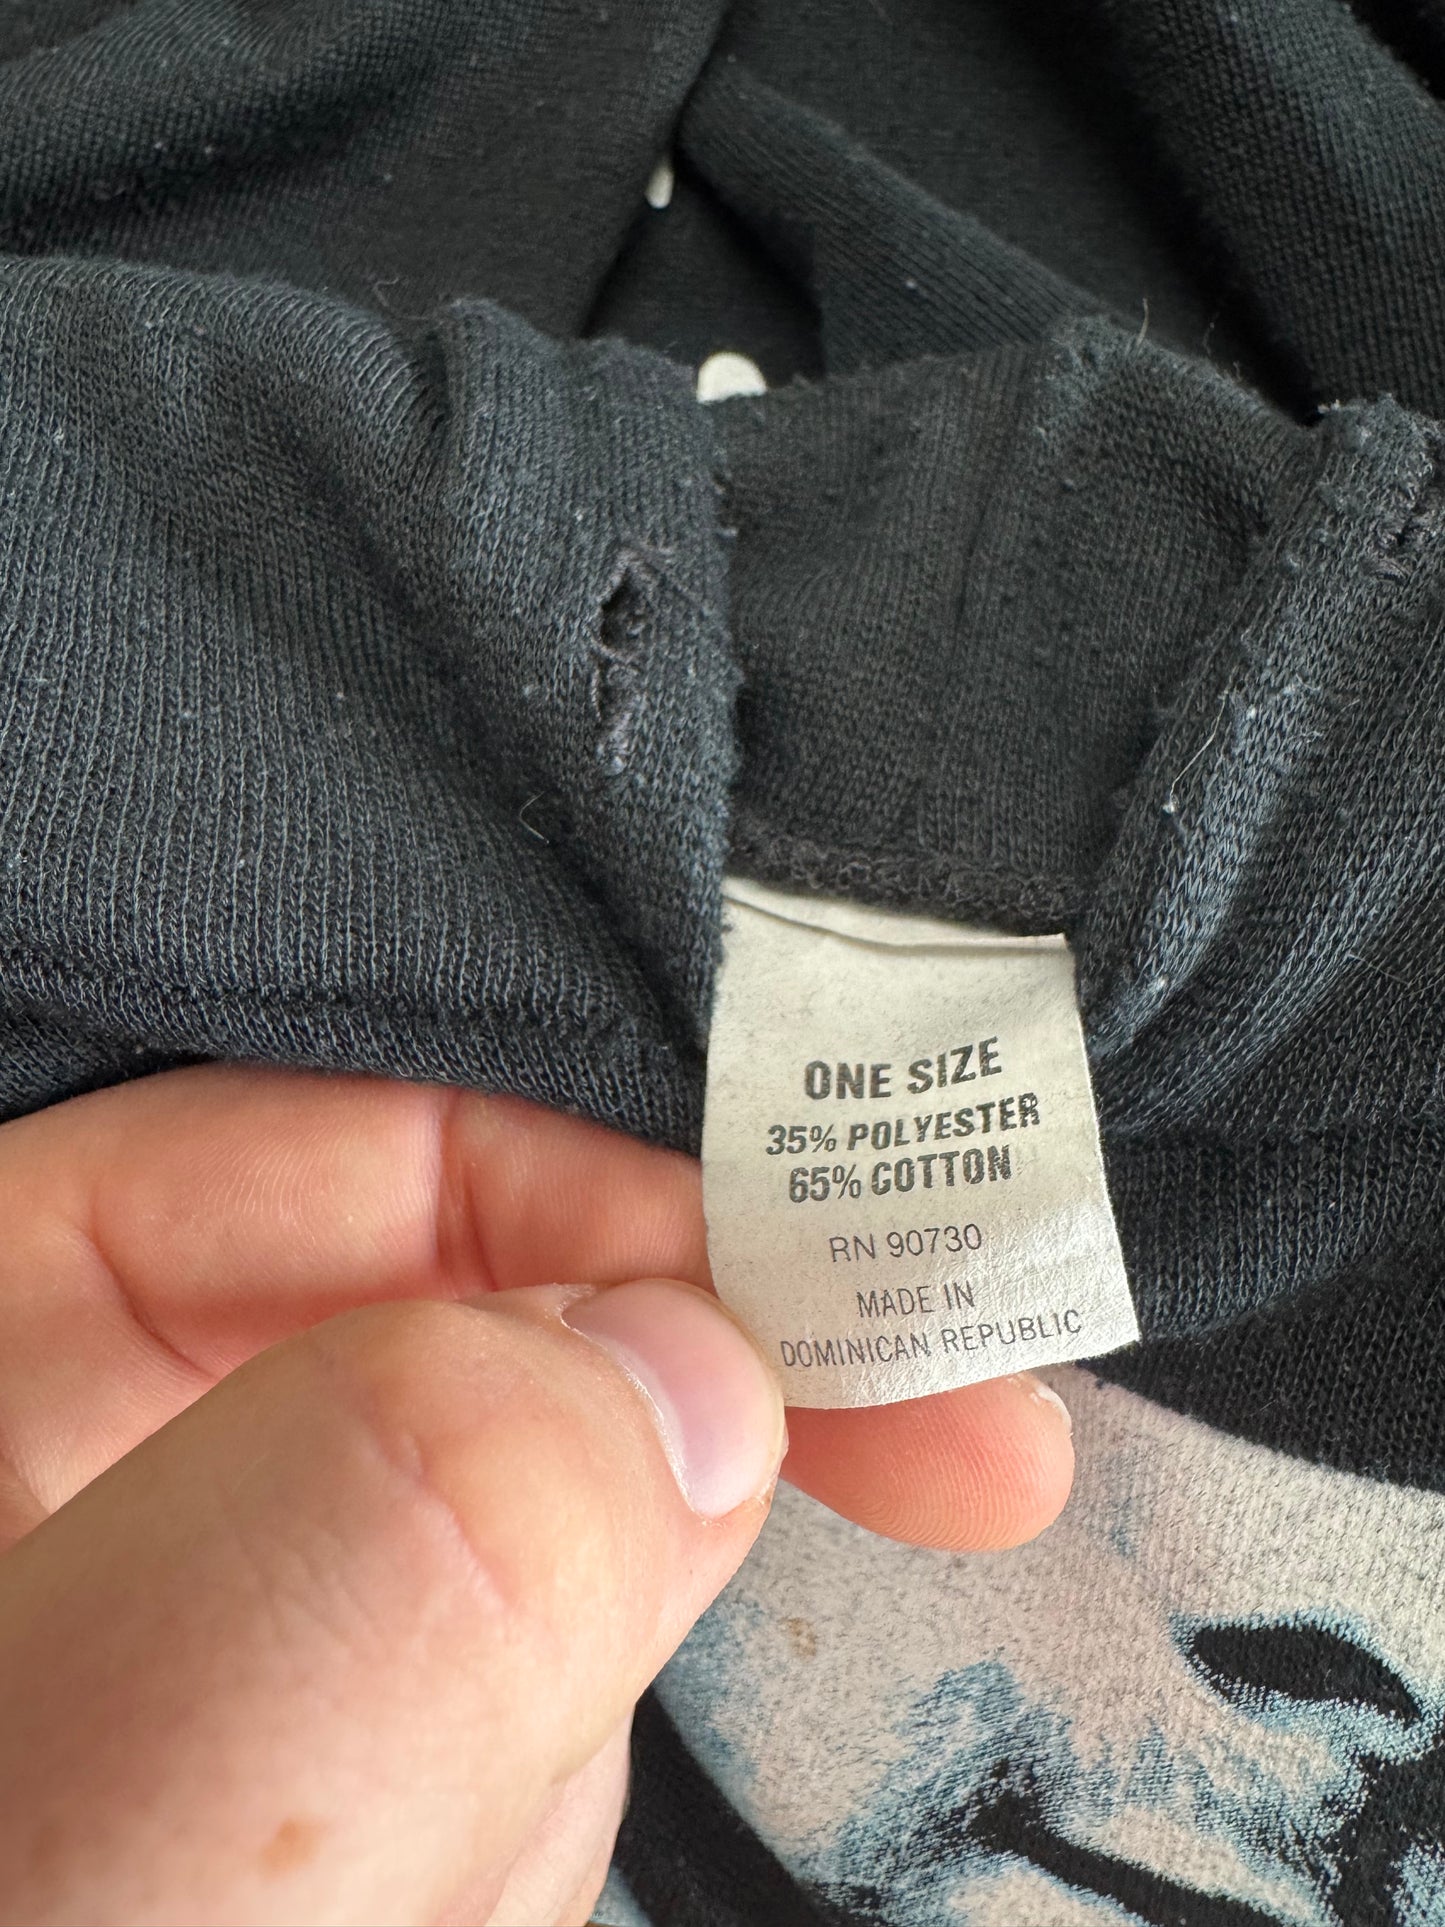 ONE SIZE
35% POLYESTER
65% COTTON
RN 90730
MADE IN
DOMINICAN REPUBLIC